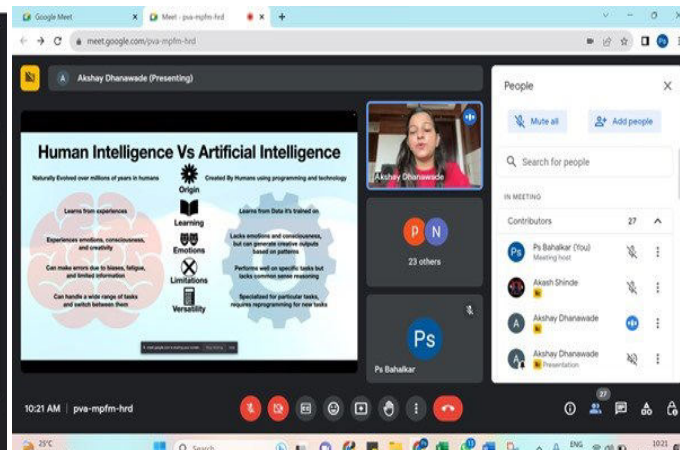 Google Meet
Meet - pva-mpfm-hrd
meet.google.com/pva-mpfm-hrd
Ps
A
Akshay Dhanawade (Presenting)
Human Intelligence Vs Artificial Intelligence
Naturally Evolved over millions of years in humans
Origin
Created By Humans using programming and technology
Learns from experiences
Learning
Learns from Data it's trained on
Experiences emotions, consciousness,
and creativity
Emotions
Lacks emotions and consciousness,
but can generate creative outputs
based on patterns
Can make errors due to biases, fatigue,
and limited information
Limitations
Performs well on specific tasks but
lacks common sense reasoning
Can handle a wide range of tasks
and switch between them
Versatility
Specialized for particular tasks,
requires reprogramming for new tasks
Akshay Dhanawade
P
N
23 others
Ps
Ps Bahalkar
People
Mute all
Add people
Search for people
IN MEETING
Contributors
27
Ps
Ps Bahalkar (You)
Meeting host
Akash Shinde
A
Akshay Dhanawade
A
Akshay Dhanawade
Presentation
10:21 AM
pva-mpfm-hrd
27
25°C
Search
ENG
10:21